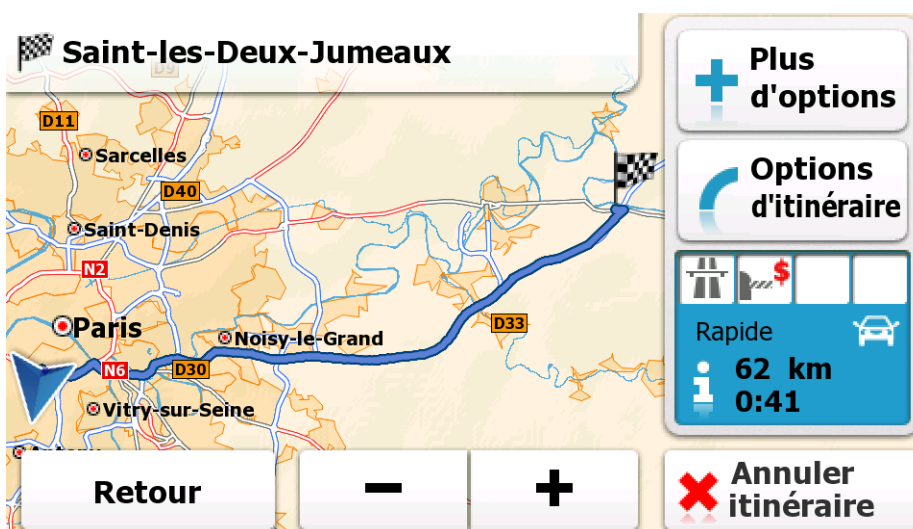 Saint-les-Deux-Jumeaux
Plus
d'options
D9
D11
Sarcelles
Options
d'itinéraire
D40
Saint-Denis
N2
$
Paris
Noisy-le-Grand
D33
Rapide
N6
D30
62 km
0:41
Vitry-sur-Seine
Retour
−
+
Annuler
itinéraire